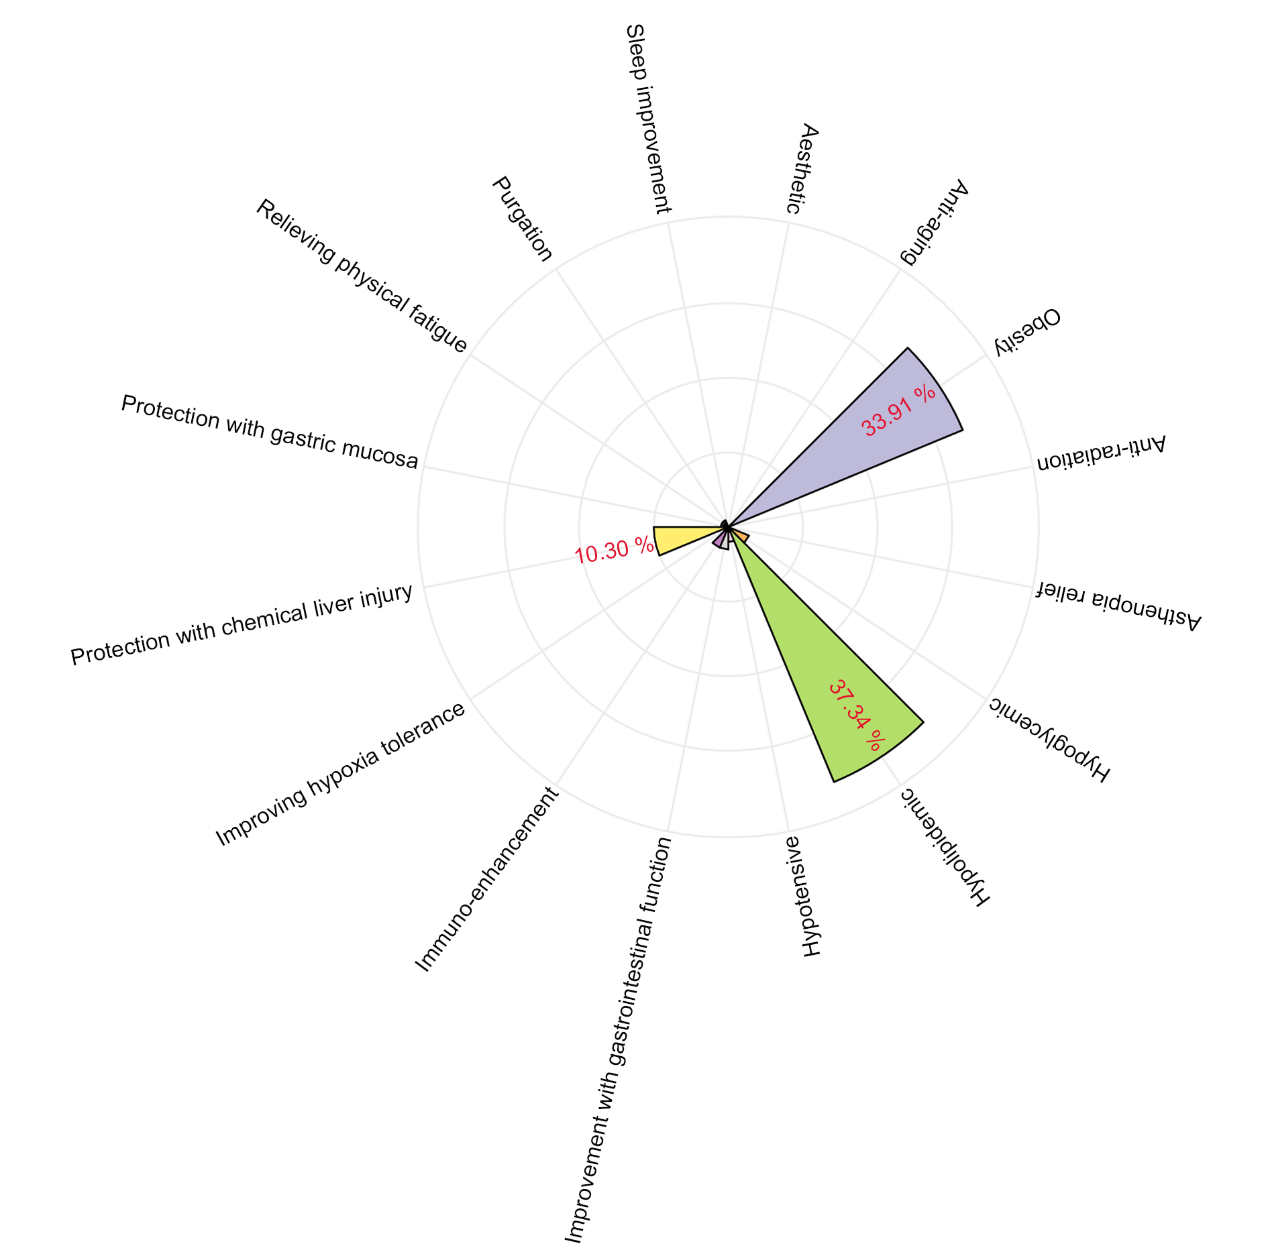 Sleep improvement
Aesthetic
Anti-aging
Obesity
Anti-radiation
Asthenopia relief
Hypoglycemic
Hypolipidemic
Hypotensive
Improvement with gastrointestinal function
Immuno-enhancement
Improving hypoxia tolerance
Protection with chemical liver injury
Protection with gastric mucosa
Relieving physical fatigue
Purgation
33.91 %
37.34 %
10.30 %